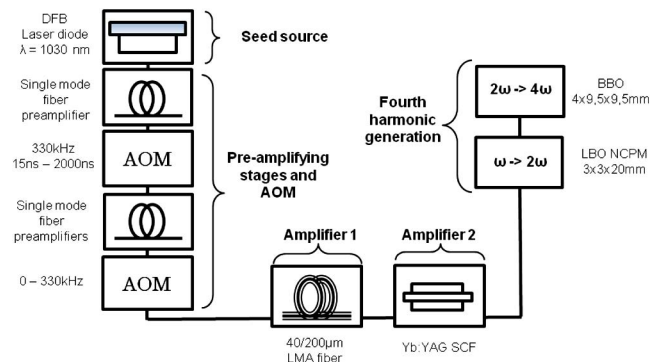 DFB
Laser diode
λ = 1030 nm
Seed source
Single mode
fiber
preamplifier
330kHz
15ns – 2000ns
AOM
Pre-amplifying
stages and
AOM
Single mode
fiber
preamplifiers
0 – 330kHz
AOM
Amplifier 1
40/200µm
LMA fiber
Amplifier 2
Yb:YAG SCF
Fourth
harmonic
generation
2ω -> 4ω
BBO
4x9,5x9,5mm
ω -> 2ω
LBO NCPM
3x3x20mm